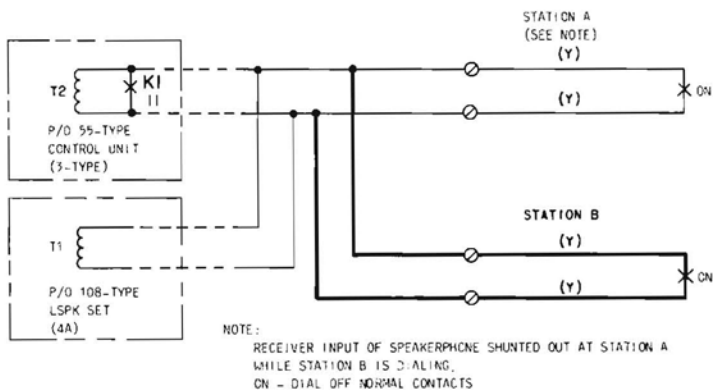 STATION A
(SEE NOTE)
(Y)
T2
K1
11
(Y)
ON
P/O 55-TYPE
CONTROL UNIT
(3-TYPE)
STATION B
(Y)
T1
(Y)
ON
P/O 108-TYPE
LSPK SET
(4A)
NOTE:
RECEIVER INPUT OF SPEAKERPHONE SHUNTED OUT AT STATION A
WHILE STATION B IS DIALING.
ON - DIAL OFF NORMAL CONTACTS